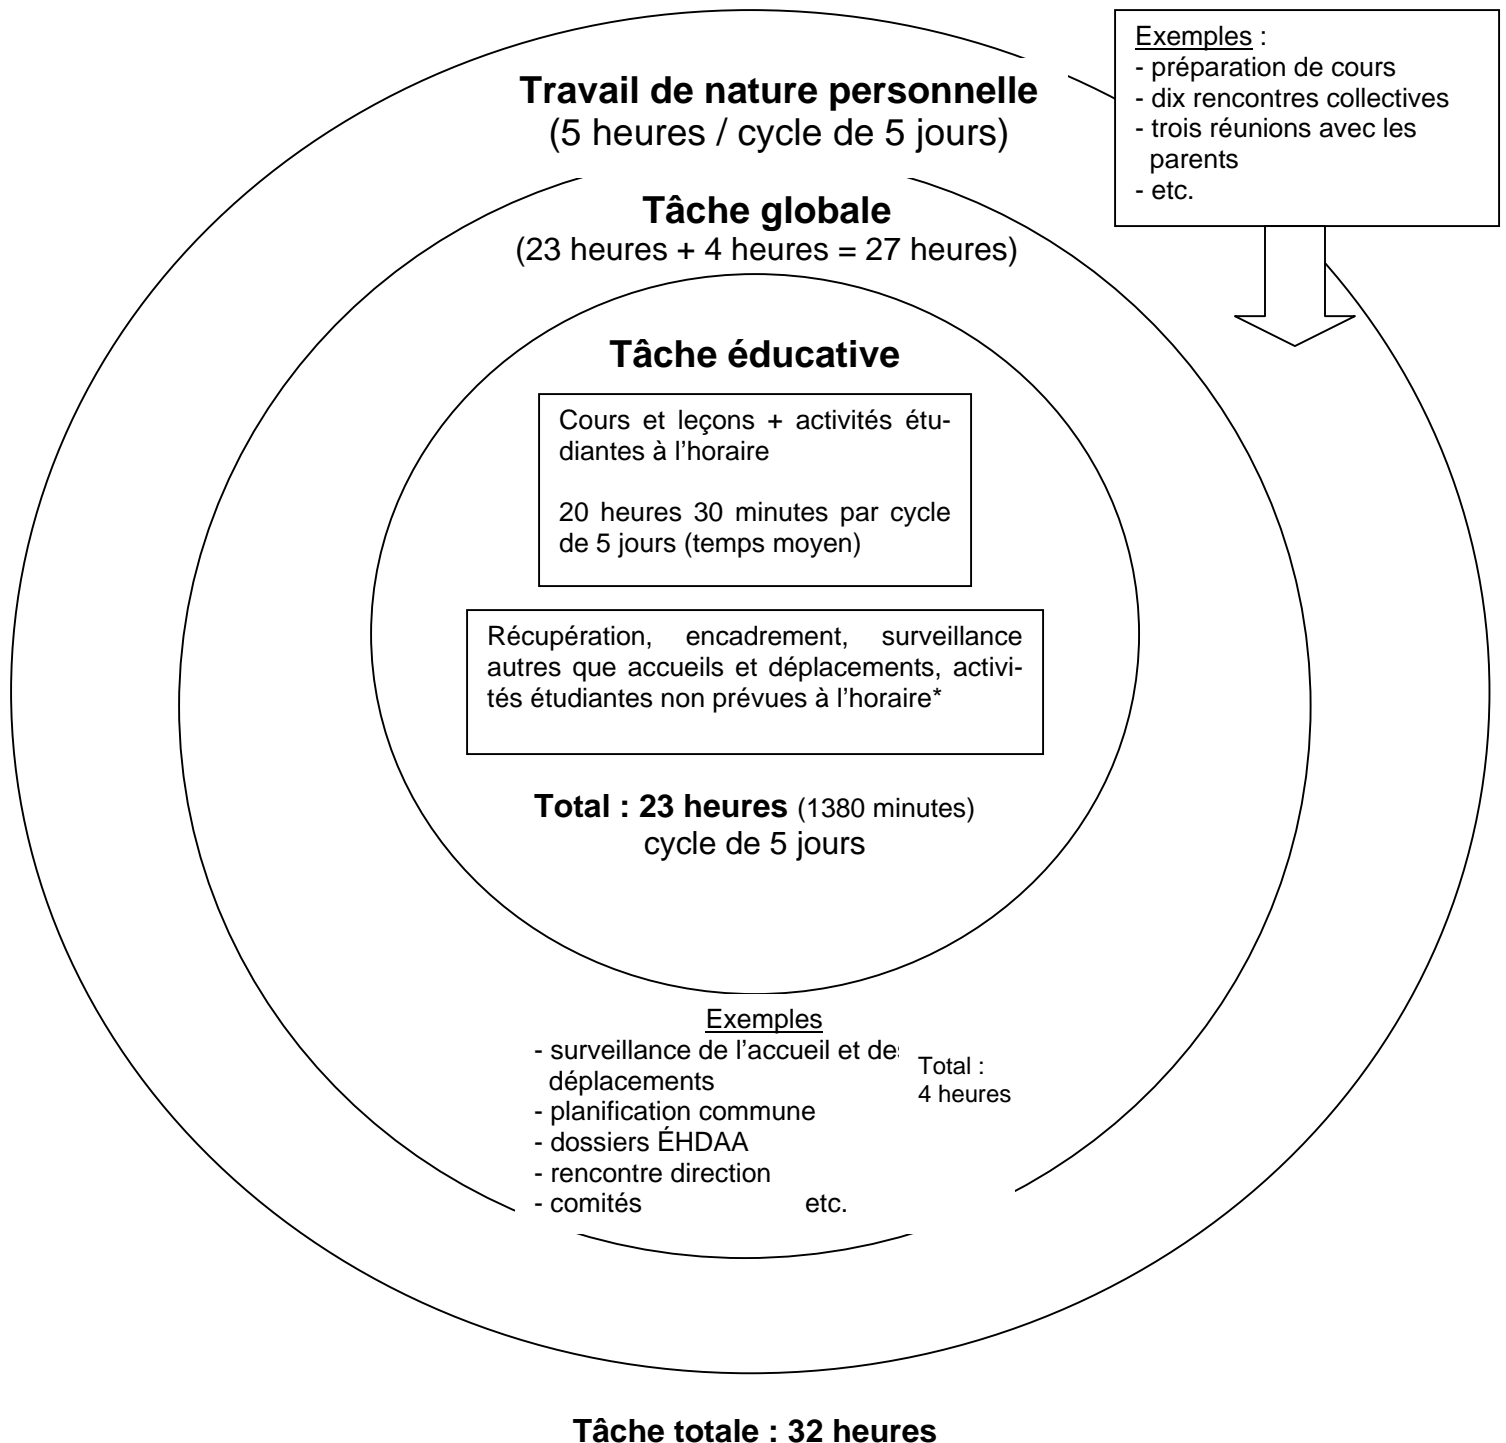 Travail de nature personnelle
(5 heures / cycle de 5 jours)
Exemples :
- préparation de cours
- dix rencontres collectives
- trois réunions avec les
parents
- etc.
Tâche globale
(23 heures + 4 heures = 27 heures)
Tâche éducative
Cours et leçons + activités étu-
diantes à l’horaire
20 heures 30 minutes par cycle
de 5 jours (temps moyen)
Récupération, encadrement, surveillance
autres que accueils et déplacements, activi-
tés étudiantes non prévues à l’horaire*
Total : 23 heures (1380 minutes)
cycle de 5 jours
Exemples
- surveillance de l’accueil et des
déplacements
- planification commune
- dossiers ÉHDAA
- rencontre direction
- comités etc.
Total :
4 heures
Tâche totale : 32 heures